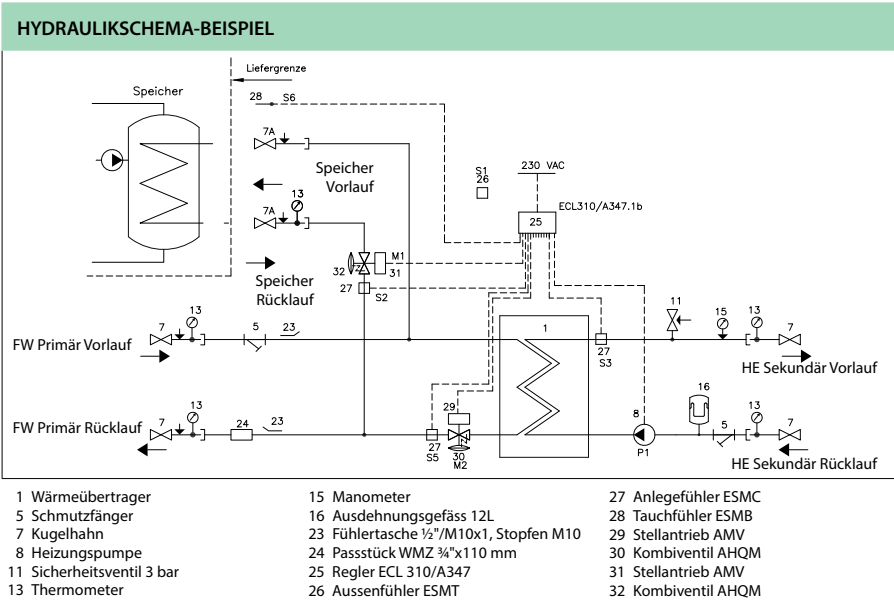 HYDRAULIKSCHEMA-BEISPIEL
Liefergrenze
Speicher
28 S6
7A
Speicher
Vorlauf
S1
26
230 VAC
13
7A
ECL310/A347.1b
25
M1
32
31
27
S2
Speicher
Rücklauf
7
13
5
23
1
27
S3
11
15
13
7
FW Primär Vorlauf
HE Sekundär Vorlauf
7
13
24
23
27
S5
29
30
M2
8
P1
16
5
13
7
FW Primär Rücklauf
HE Sekundär Rücklauf
1 Wärmeübertrager
5 Schmutzfänger
7 Kugelhahn
8 Heizungspumpe
11 Sicherheitsventil 3 bar
13 Thermometer
15 Manometer
16 Ausdehnungsgefäss 12L
23 Fühlertasche ½"/M10x1, Stopfen M10
24 Passstück WMZ ¾"x110 mm
25 Regler ECL 310/A347
26 Aussenfühler ESMT
27 Anlegefühler ESMC
28 Tauchfühler ESMB
29 Stellantrieb AMV
30 Kombiventil AHQM
31 Stellantrieb AMV
32 Kombiventil AHQM